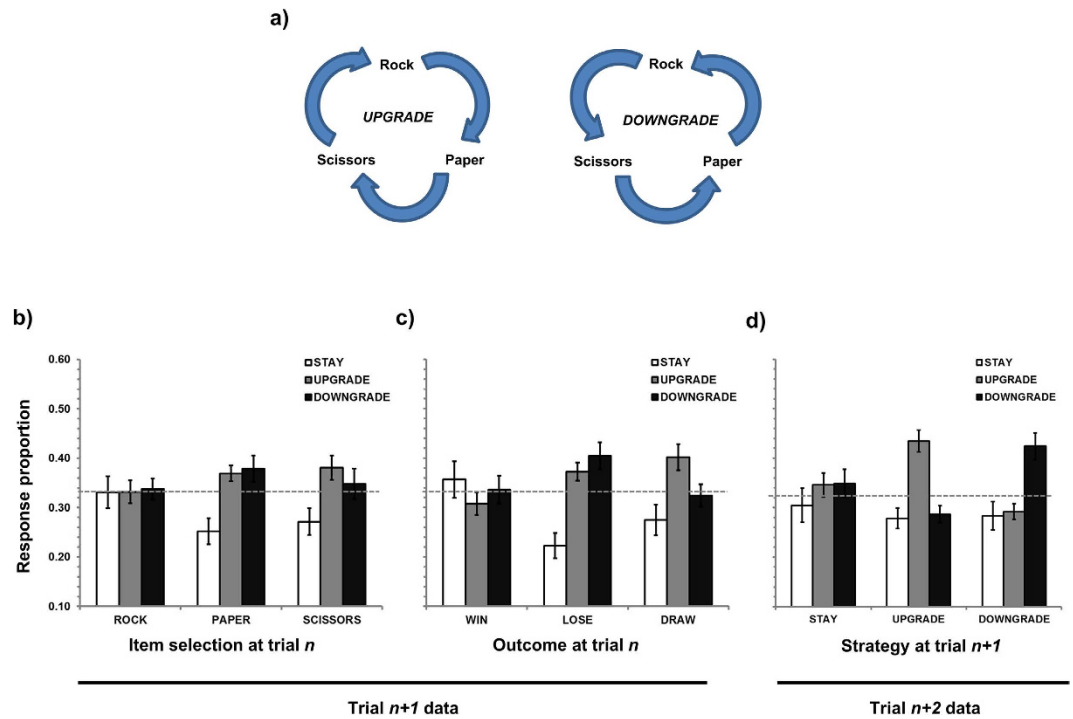 a)
Rock
UPGRADE
Scissors
Paper
Rock
DOWNGRADE
Scissors
Paper
b)
Response proportion
0.60
0.50
0.40
0.30
0.20
0.10
STAY
UPGRADE
DOWNGRADE
ROCK PAPER SCISSORS
Item selection at trial n
c)
STAY
UPGRADE
DOWNGRADE
WIN LOSE DRAW
Outcome at trial n
Trial n+1 data
d)
STAY
UPGRADE
DOWNGRADE
STAY UPGRADE DOWNGRADE
Strategy at trial n+1
Trial n+2 data